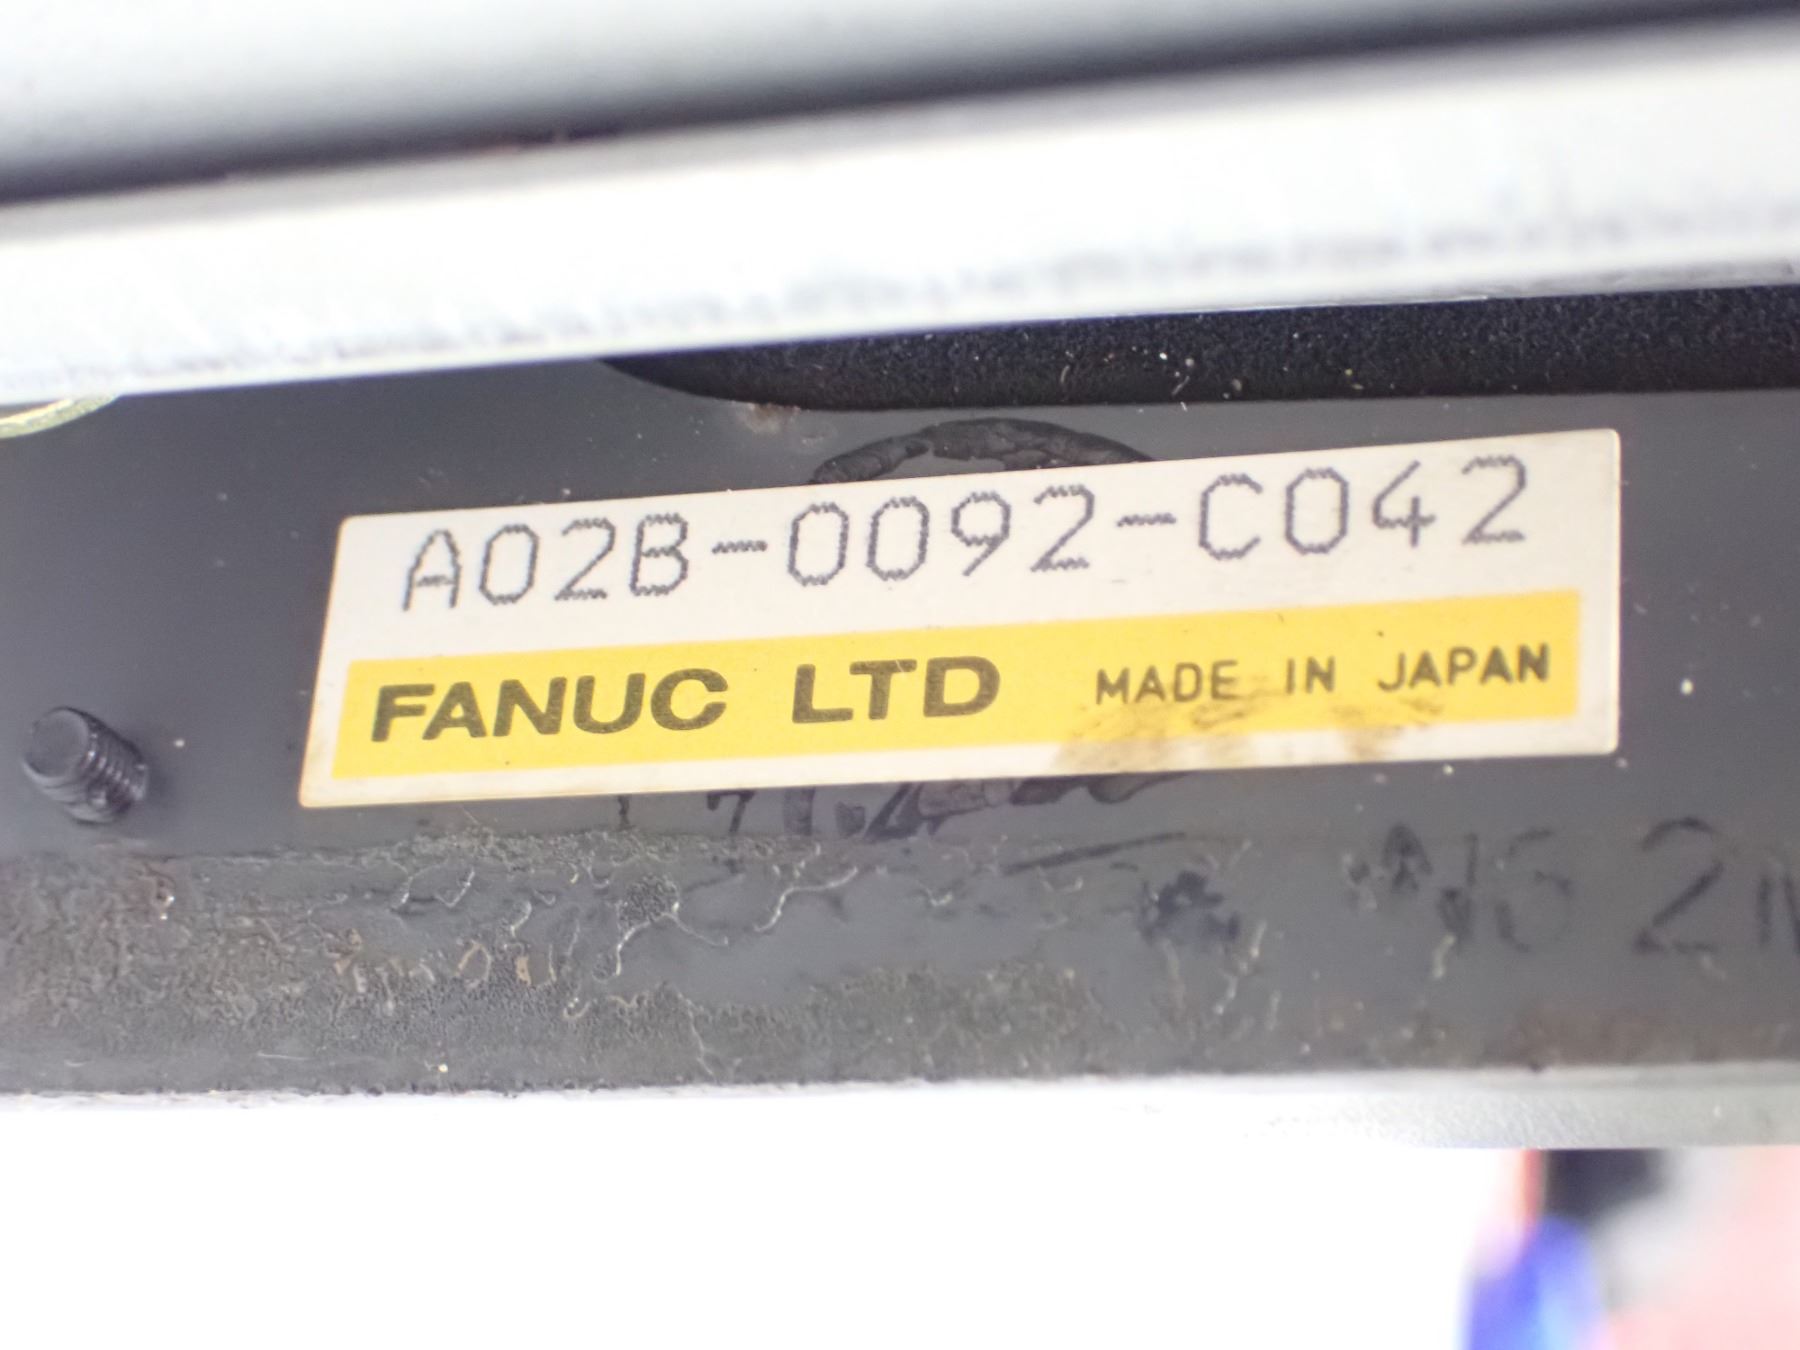 A02B-0092-C042
FANUC LTD MADE IN JAPAN